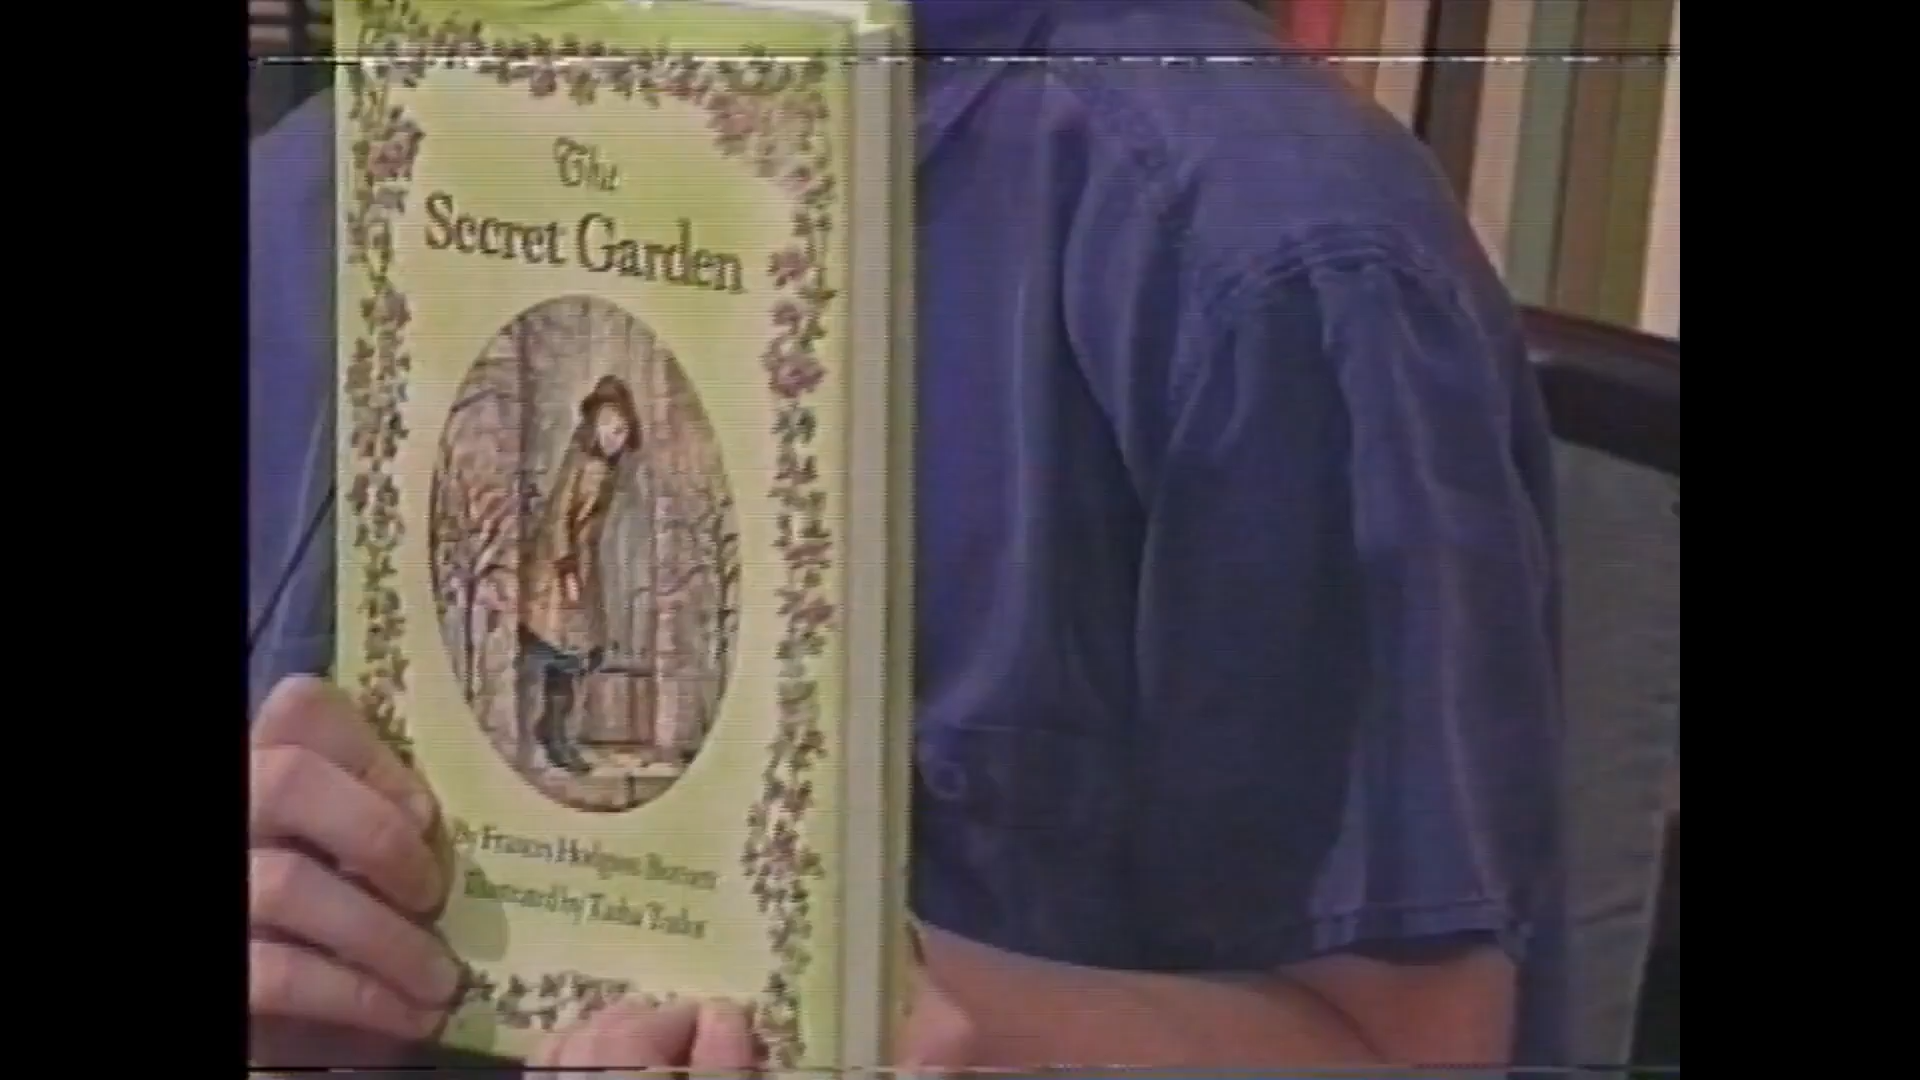 The
Secret Garden
By Frances Hodgson Burnett
Illustrated by Tasha Tudor